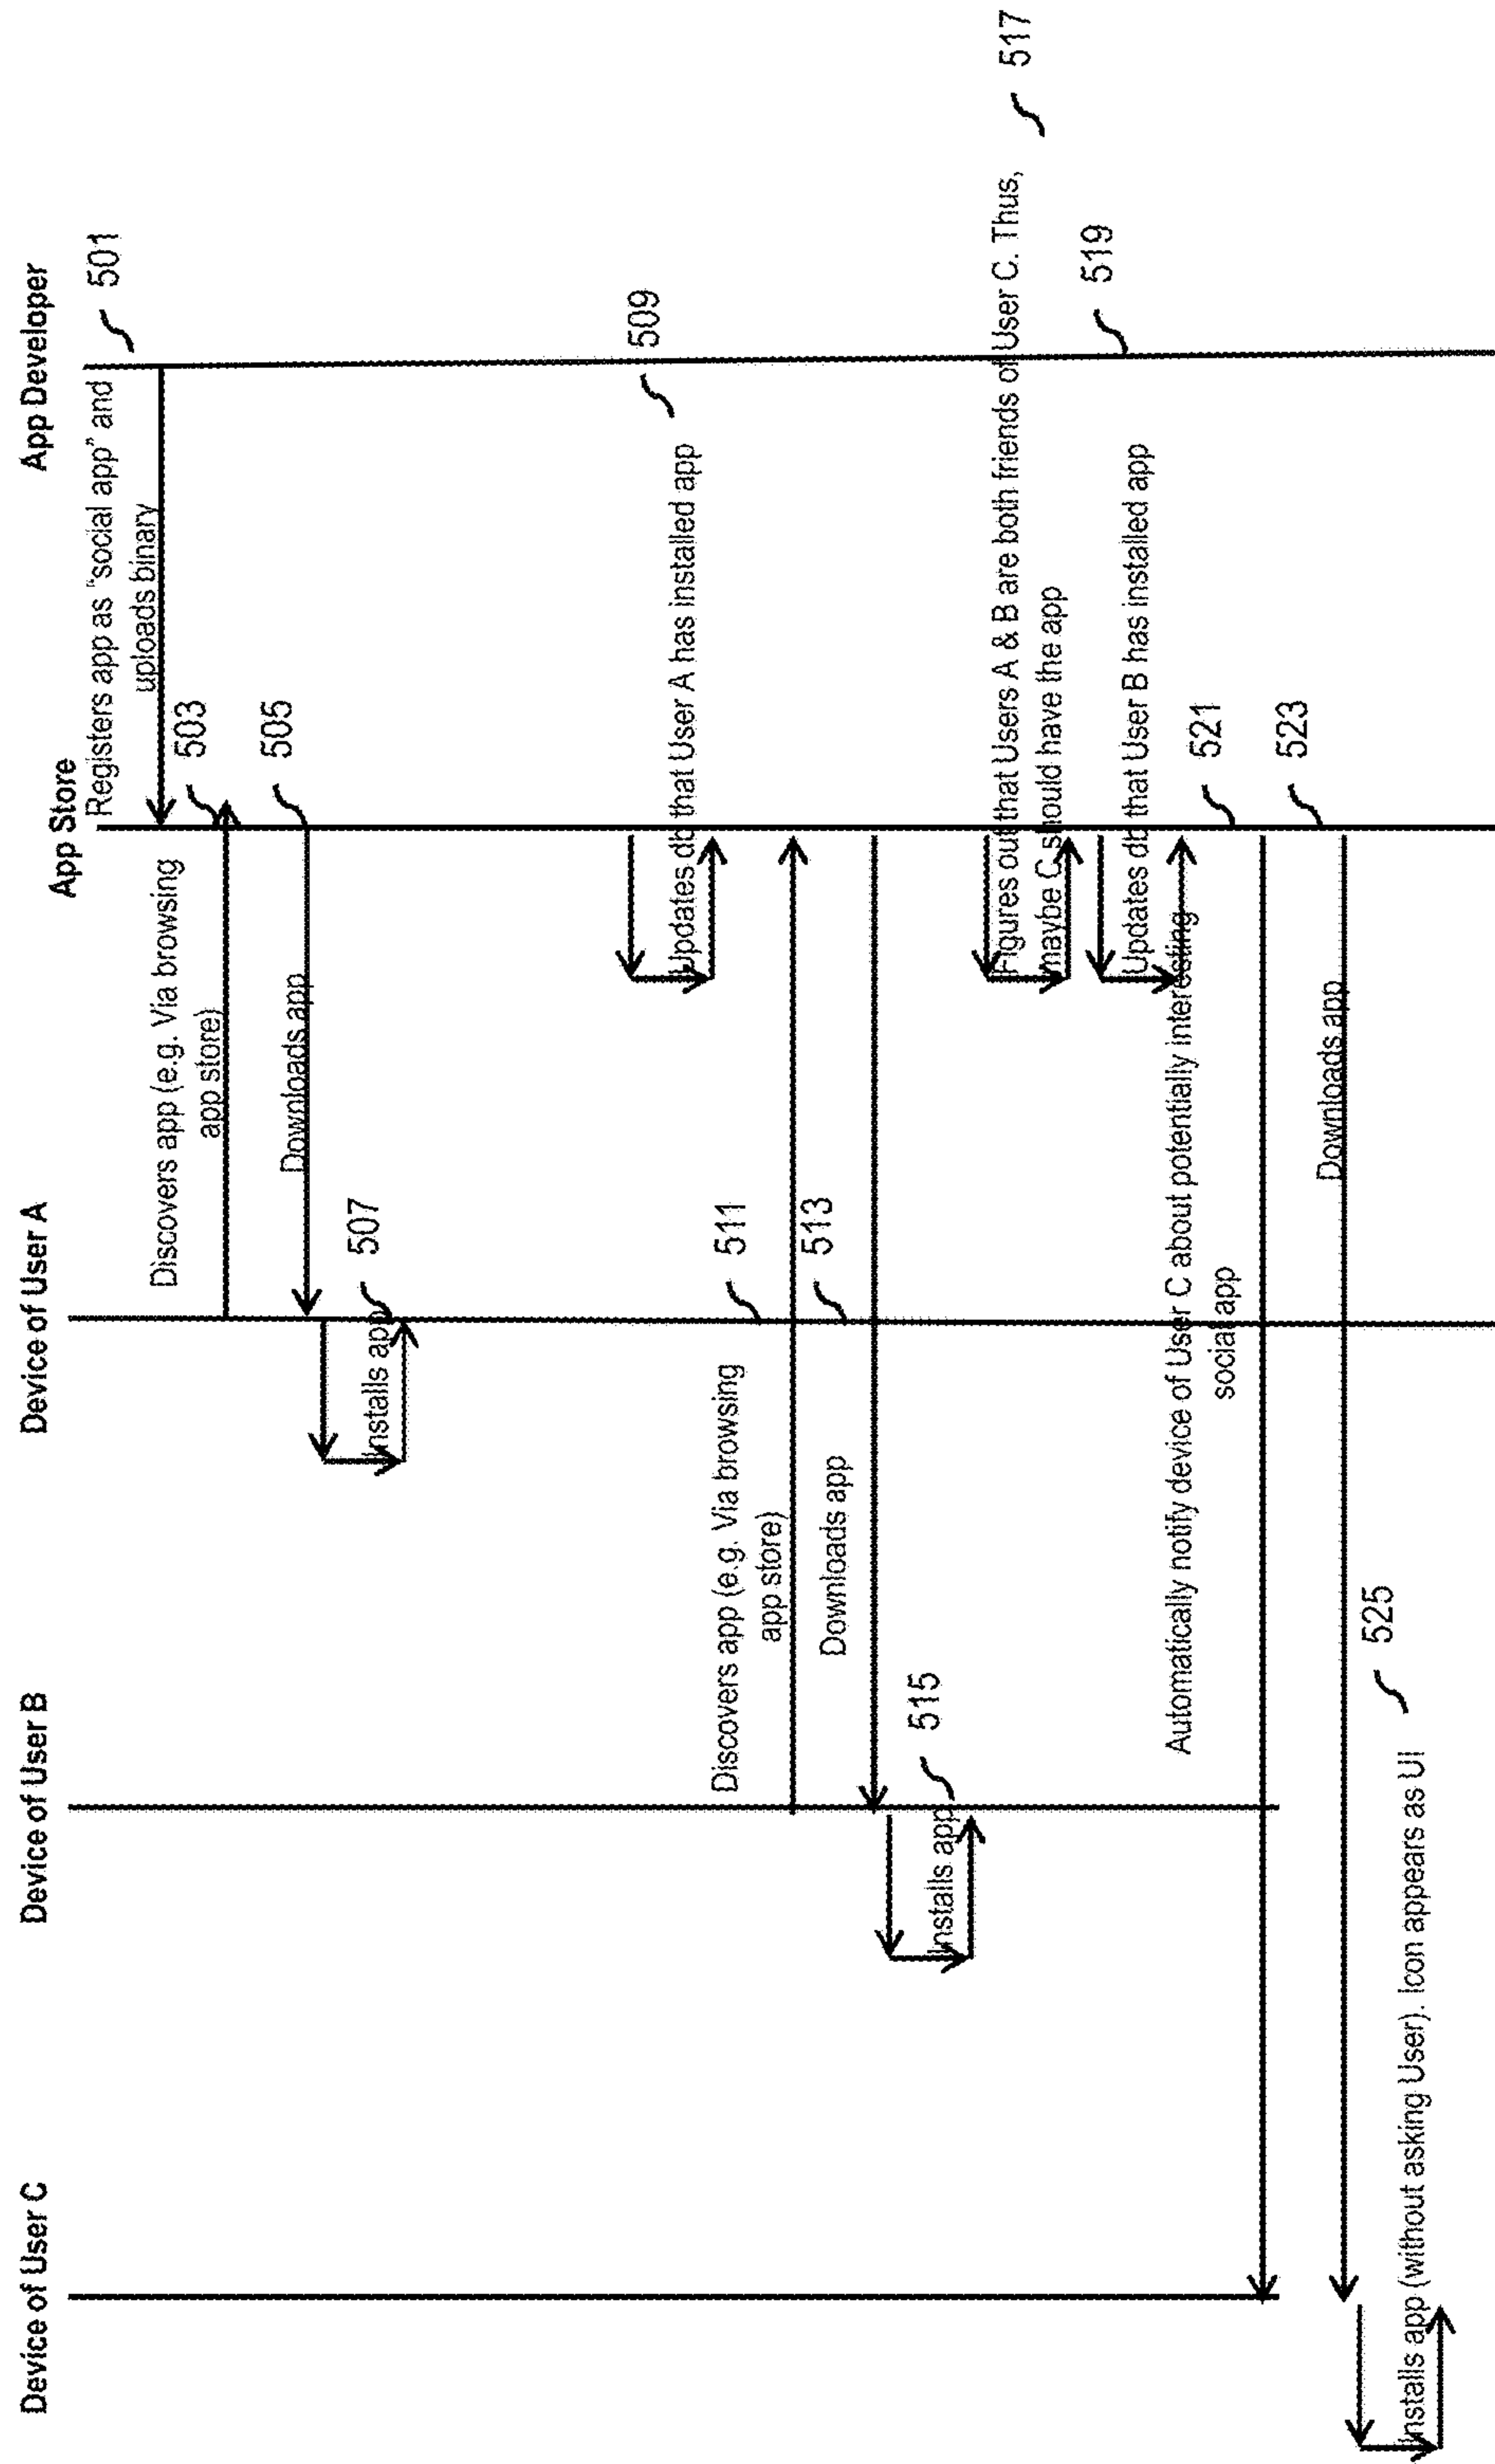 Device of User C
Device of User B
Device of User A
App Store
App Developer
501
Registers app as "social app" and
uploads binary
503
Discovers app (e.g. Via browsing
app store)
505
Downloads app
507
Installs app
509
Updates db that User A has installed app
511
Discovers app (e.g. Via browsing
app store)
513
Downloads app
515
Installs app
517
Figures out that Users A & B are both friends of User C. Thus,
maybe C should have the app
519
Updates db that User B has installed app
521
Automatically notify device of User C about potentially interesting
social app
523
Downloads app
525
Installs app (without asking User). Icon appears as UI